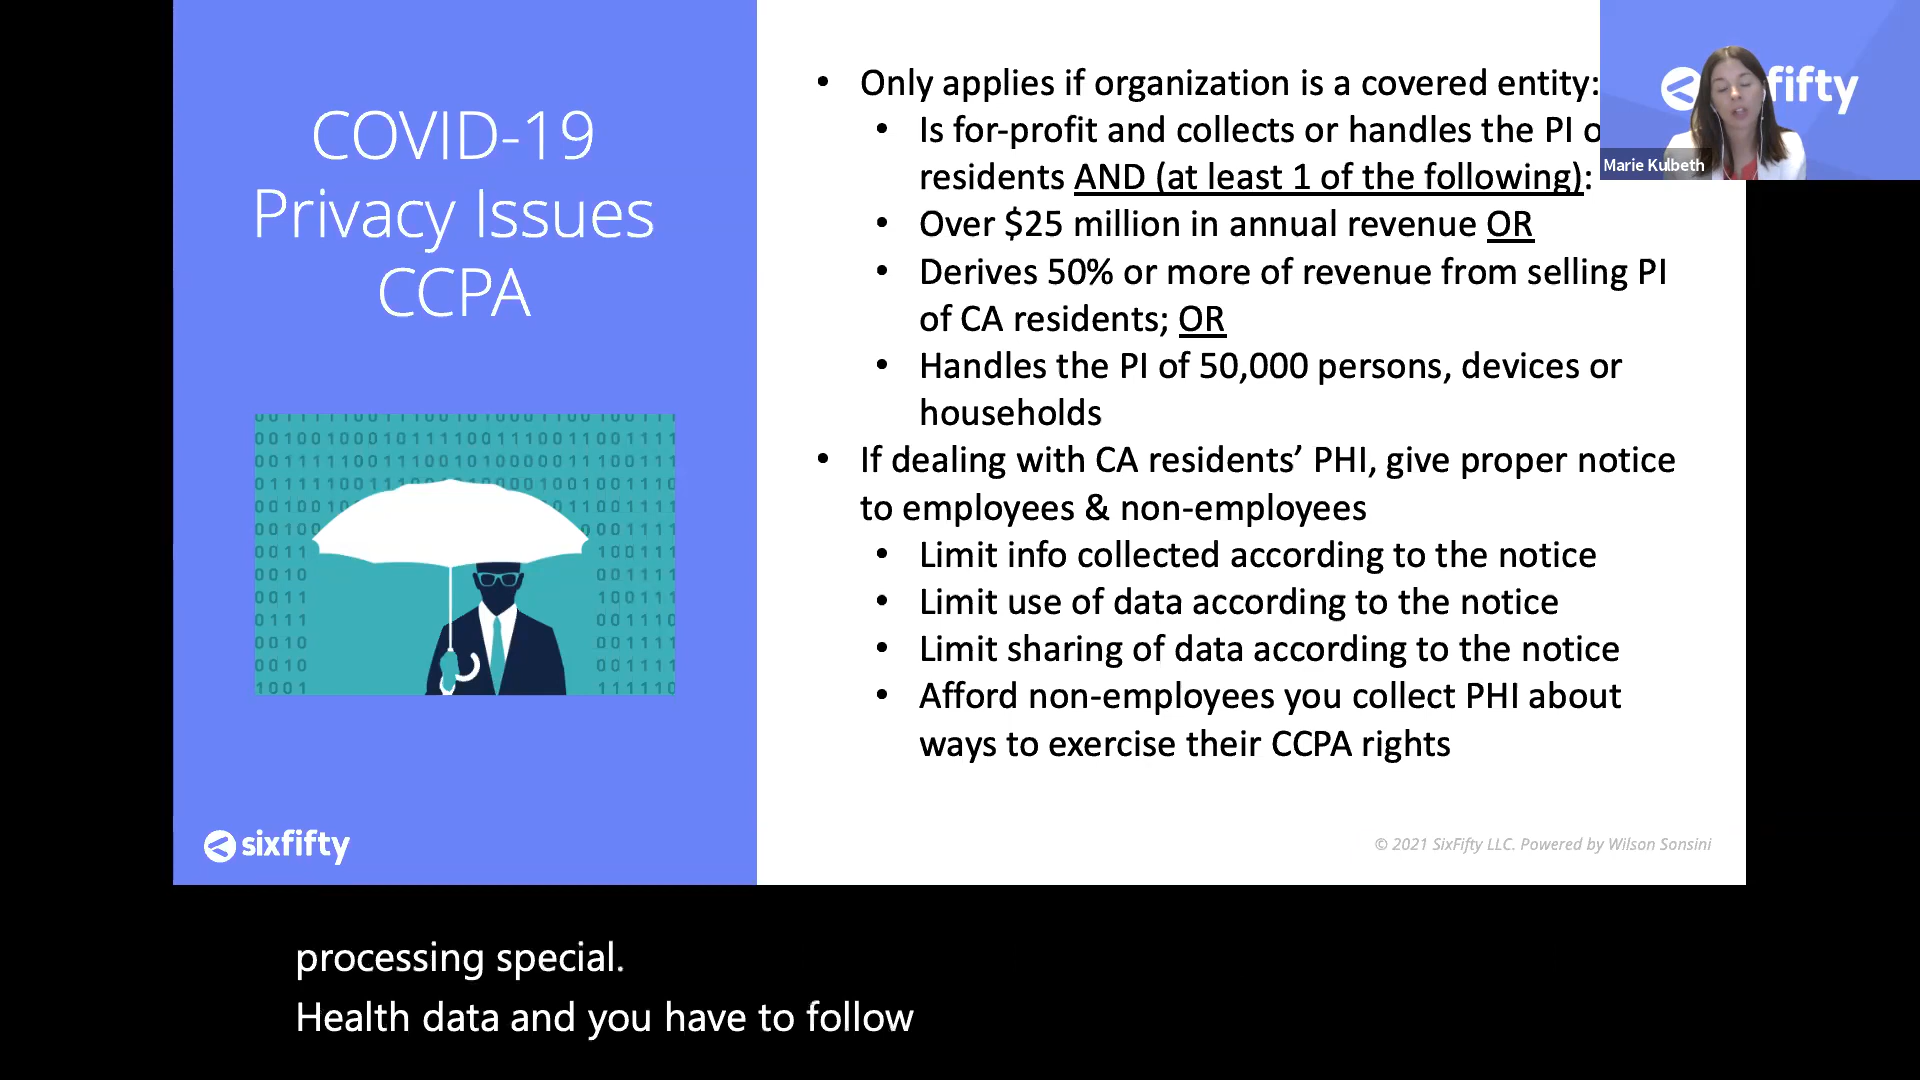 COVID-19
Privacy Issues
CCPA
sixfifty
• Only applies if organization is a covered entity:
• Is for-profit and collects or handles the PI
residents AND (at least 1 of the following):
• Over $25 million in annual revenue OR
• Derives 50% or more of revenue from selling PI
of CA residents; OR
• Handles the PI of 50,000 persons, devices or
households
• If dealing with CA residents’ PHI, give proper notice
to employees & non-employees
• Limit info collected according to the notice
• Limit use of data according to the notice
• Limit sharing of data according to the notice
• Afford non-employees you collect PHI about
ways to exercise their CCPA rights
© 2021 SixFifty LLC. Powered by Wilson Sonsini
fifty
Marie Kulbeth
processing special.
Health data and you have to follow